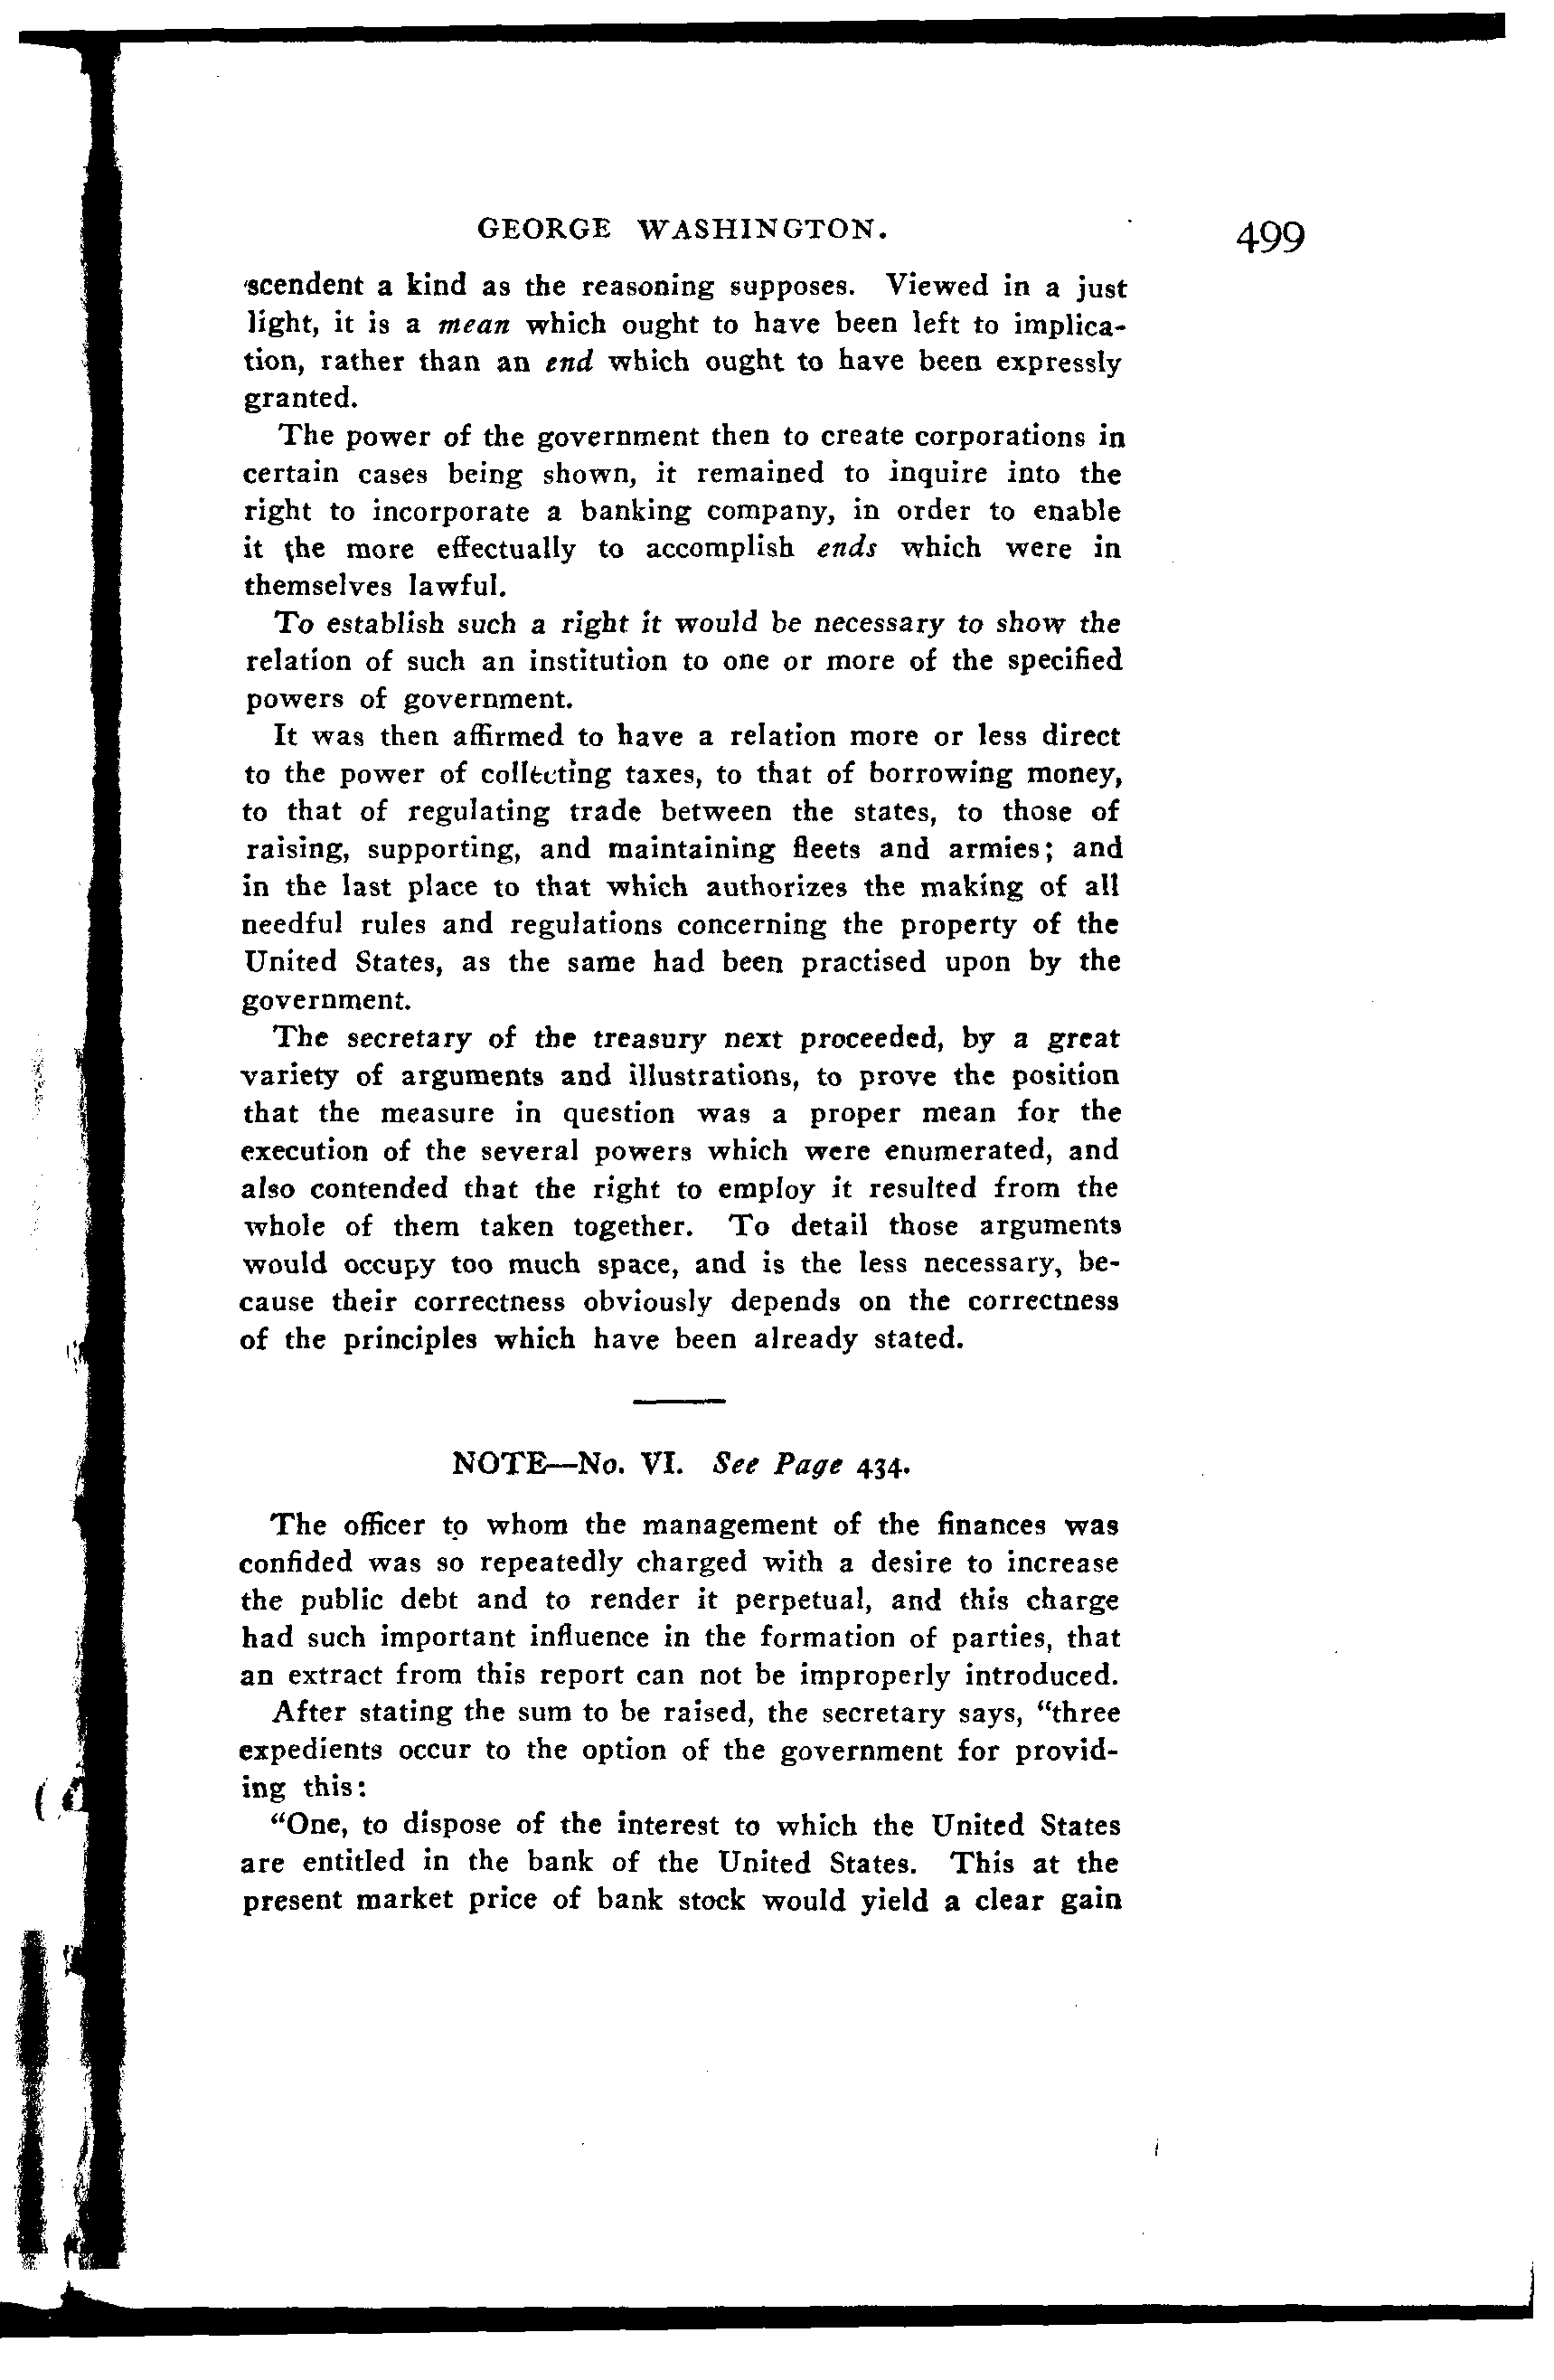 GEORGE WASHINGTON. 499
scendent a kind as the reasoning supposes. Viewed in a just
light, it is a mean which ought to have been left to implica-
tion, rather than an end which ought to have been expressly
granted.
The power of the government then to create corporations in
certain cases being shown, it remained to inquire into the
right to incorporate a banking company, in order to enable
it the more effectually to accomplish ends which were in
themselves lawful.
To establish such a right it would be necessary to show the
relation of such an institution to one or more of the specified
powers of government.
It was then affirmed to have a relation more or less direct
to the power of collecting taxes, to that of borrowing money,
to that of regulating trade between the states, to those of
raising, supporting, and maintaining fleets and armies; and
in the last place to that which authorizes the making of all
needful rules and regulations concerning the property of the
United States, as the same had been practised upon by the
government.
The secretary of the treasury next proceeded, by a great
variety of arguments and illustrations, to prove the position
that the measure in question was a proper mean for the
execution of the several powers which were enumerated, and
also contended that the right to employ it resulted from the
whole of them taken together. To detail those arguments
would occupy too much space, and is the less necessary, be-
cause their correctness obviously depends on the correctness
of the principles which have been already stated.
NOTE—No. VI. See Page 434.
The officer to whom the management of the finances was
confided was so repeatedly charged with a desire to increase
the public debt and to render it perpetual, and this charge
had such important influence in the formation of parties, that
an extract from this report can not be improperly introduced.
After stating the sum to be raised, the secretary says, “three
expedients occur to the option of the government for provid-
ing this:
“One, to dispose of the interest to which the United States
are entitled in the bank of the United States. This at the
present market price of bank stock would yield a clear gain